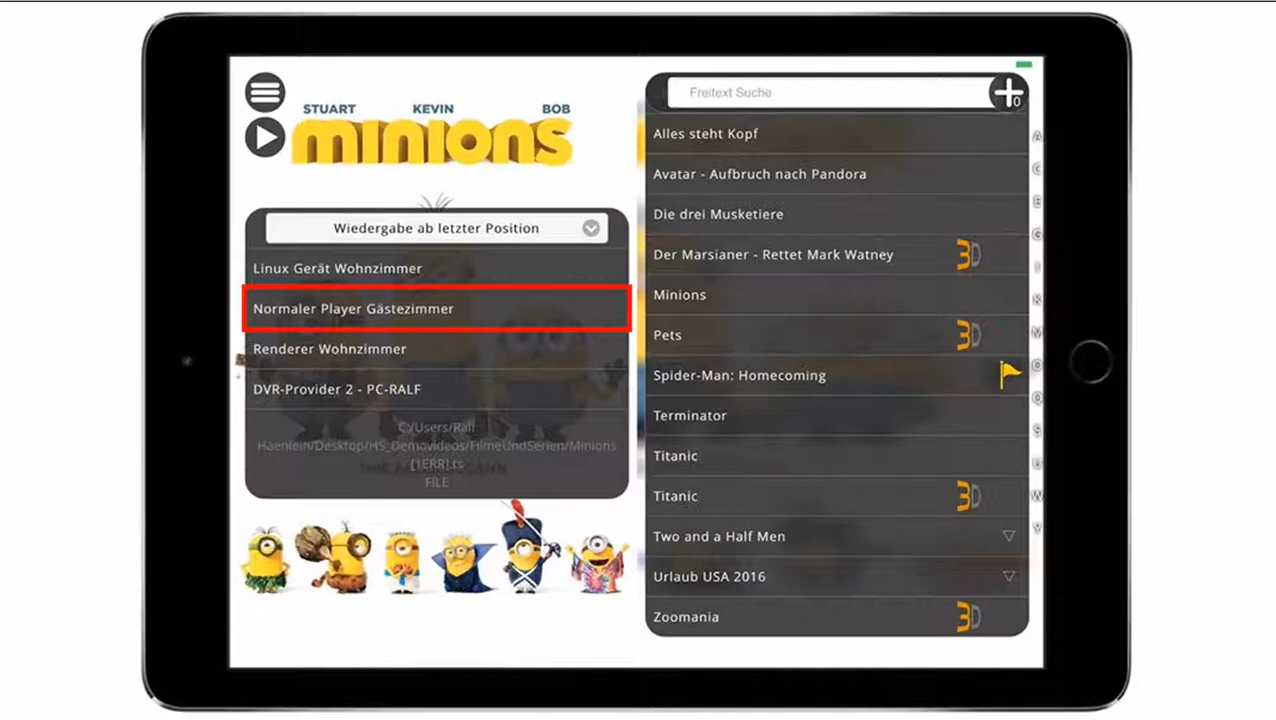 STUART KEVIN BOB
minions
Wiedergabe ab letzter Position
Linux Gerät Wohnzimmer
Normaler Player Gästezimmer
Renderer Wohnzimmer
DVR-Provider 2 - PC-RALF
C:/Users/Ralf
Haenlein/Desktop/HS_Demovideos/FilmeUndSerien/Minions
[1ERR].ts
FILE
Freitext Suche
0
Alles steht Kopf
Avatar - Aufbruch nach Pandora
Die drei Musketiere
Der Marsianer - Rettet Mark Watney 3D
Minions
Pets 3D
Spider-Man: Homecoming
Terminator
Titanic
Titanic 3D
Two and a Half Men
Urlaub USA 2016
Zoomania 3D
A
C
E
G
I
K
M
O
Q
S
U
W
Y